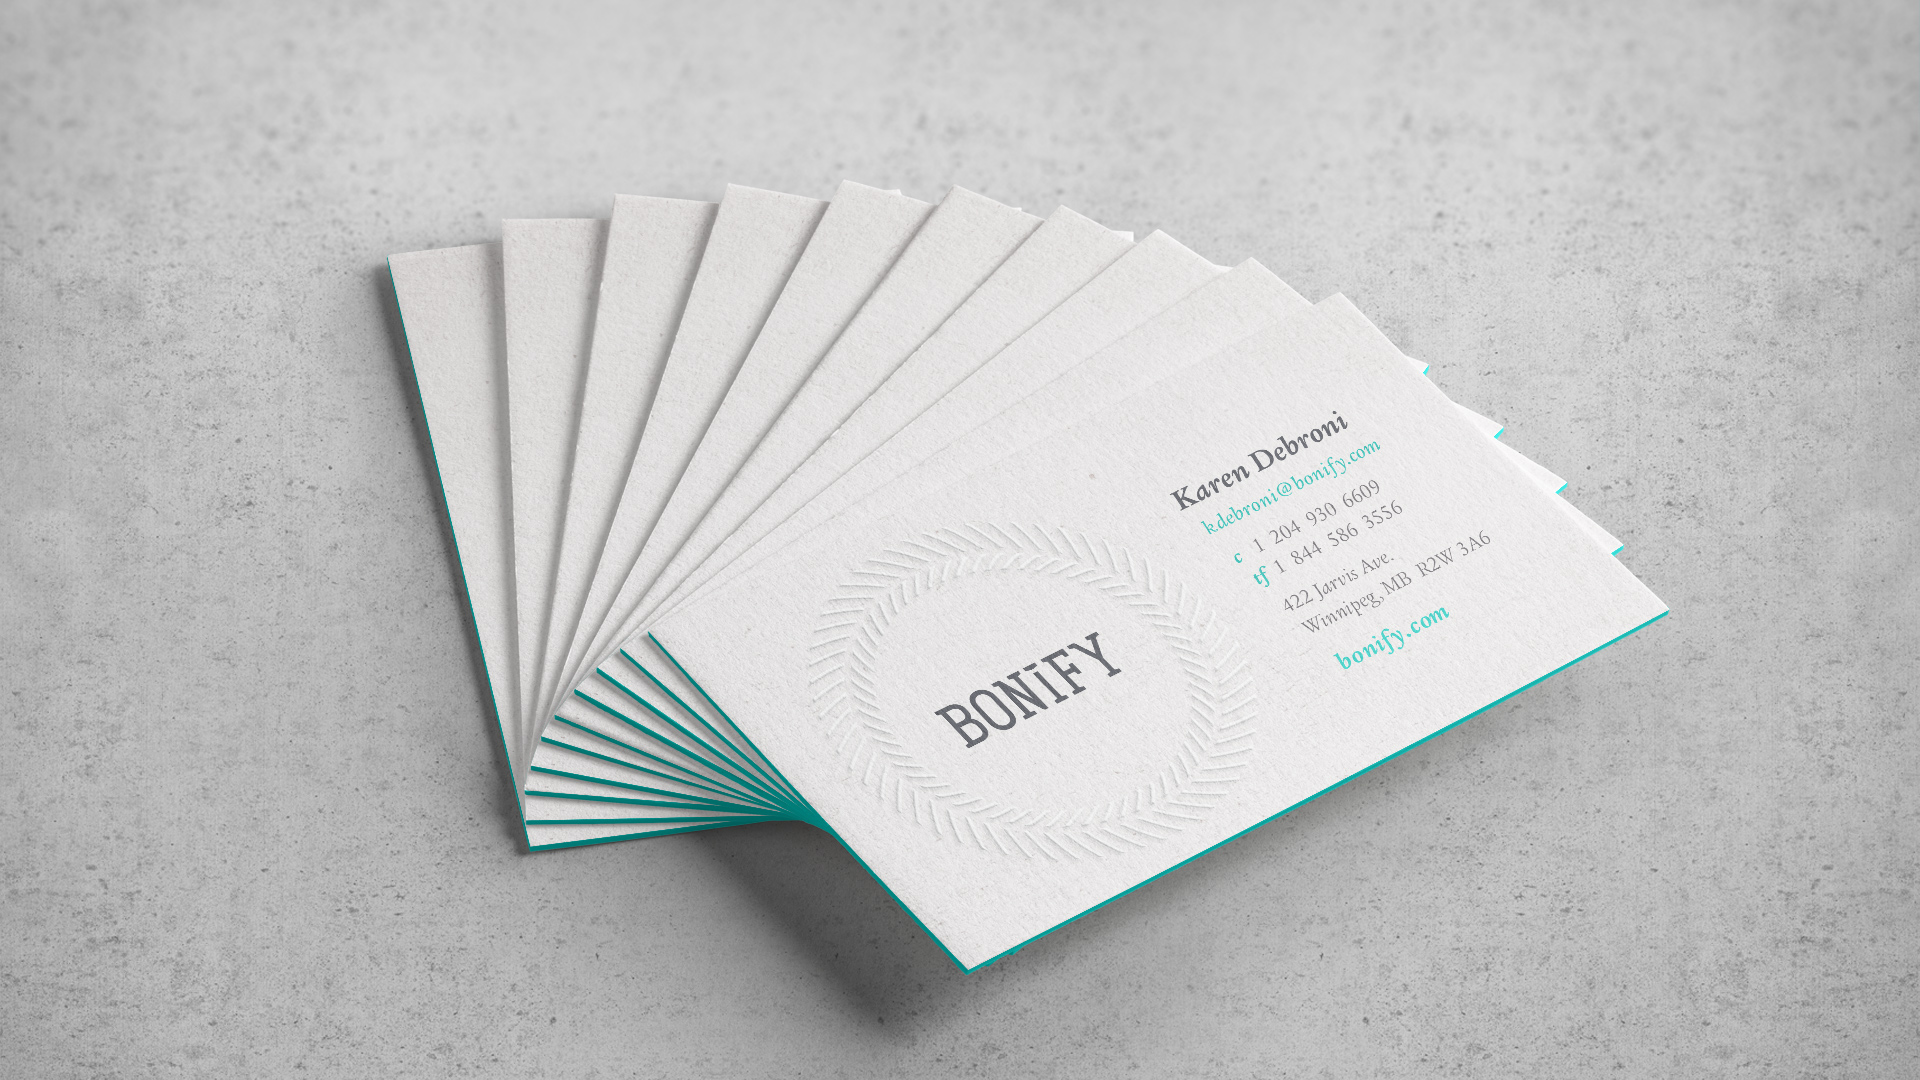 BONiFY
Karen Debroni
kdebroni@bonify.com
c 1 204 930 6609
tf 1 844 586 3556
422 Jarvis Ave.
Winnipeg, MB R2W 3A6
bonify.com